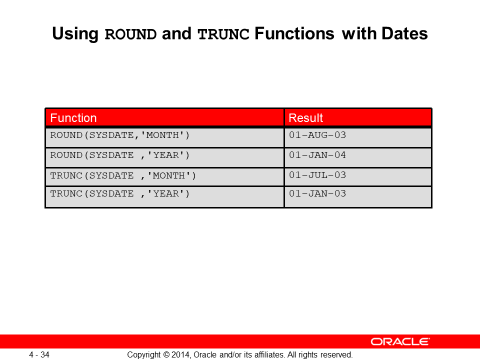 Using ROUND and TRUNC Functions with Dates
Function Result
ROUND(SYSDATE,'MONTH') 01-AUG-03
ROUND(SYSDATE ,'YEAR') 01-JAN-04
TRUNC(SYSDATE ,'MONTH') 01-JUL-03
TRUNC(SYSDATE ,'YEAR') 01-JAN-03
ORACLE
4 - 34 Copyright © 2014, Oracle and/or its affiliates. All rights reserved.